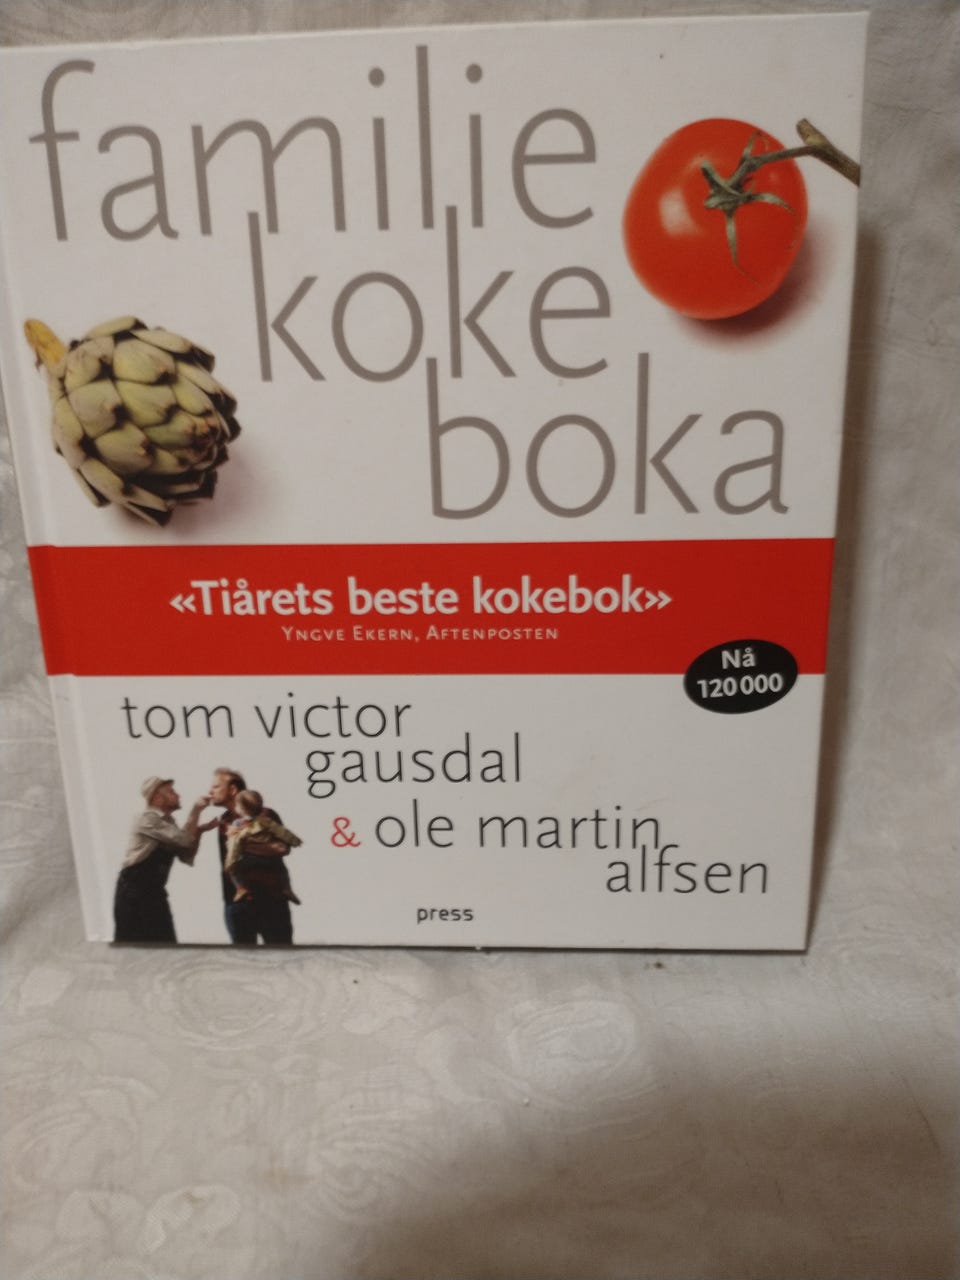 familie
koke
boka
«Tiårets beste kokebok»
Yngve Ekern, Aftenposten
Nå
120 000
tom victor
gausdal
& ole martin
alfsen
press